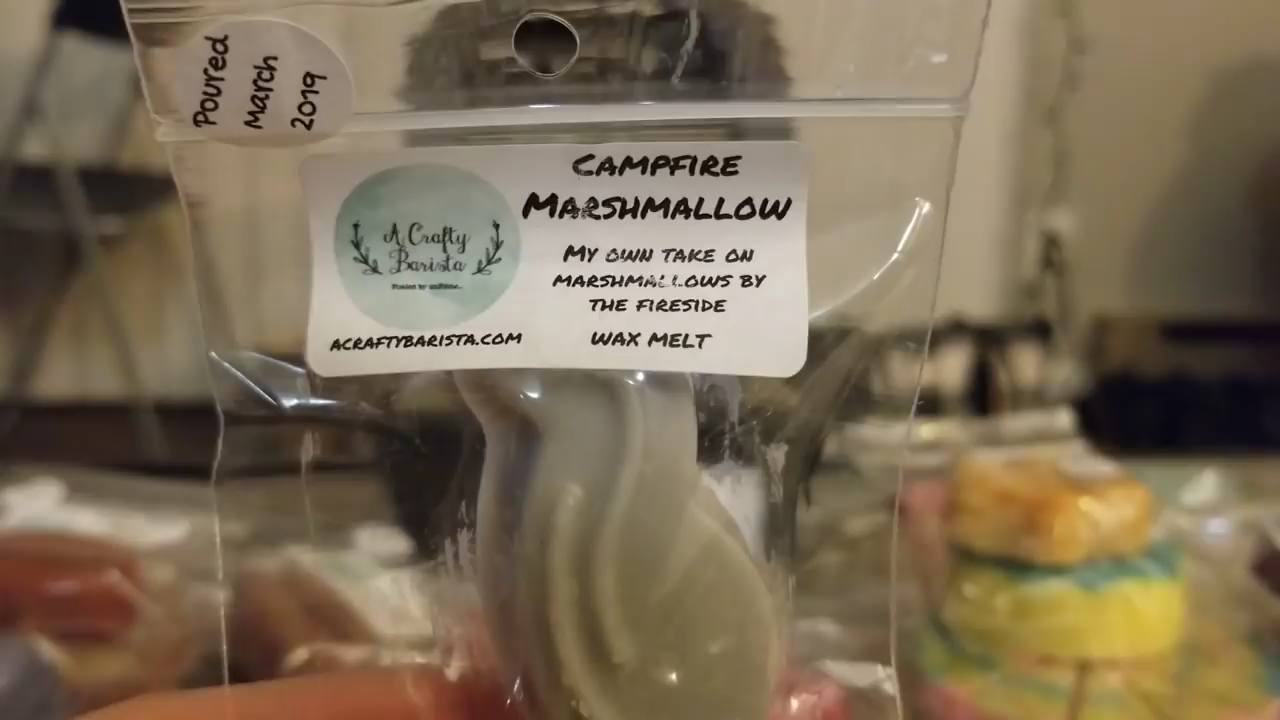 Poured
March
2019
CAMPFIRE
MARSHMALLOW
A Crafty
Barista
MY OWN TAKE ON
MARSHMALLOWS BY
THE FIRESIDE
ACRAFTYBARISTA.COM
WAX MELT